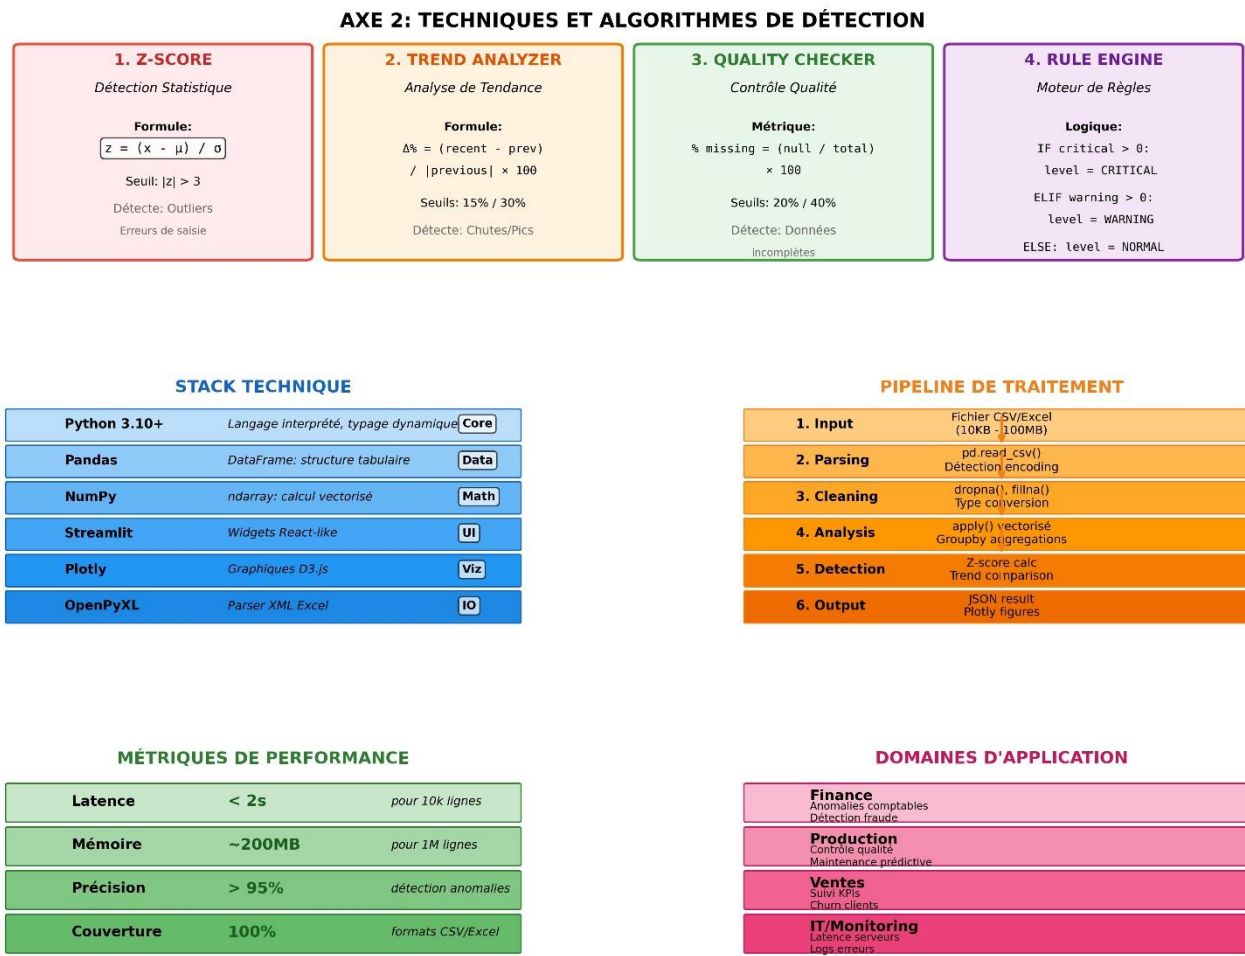 AXE 2: TECHNIQUES ET ALGORITHMES DE DÉTECTION
1. Z-SCORE
Détection Statistique
Formule:
z = (x - μ) / σ
Seuil: |z| > 3
Détecte: Outliers
Erreurs de saisie
2. TREND ANALYZER
Analyse de Tendance
Formule:
Δ% = (recent - prev)
/ |previous| × 100
Seuils: 15% / 30%
Détecte: Chutes/Pics
3. QUALITY CHECKER
Contrôle Qualité
Métrique:
% missing = (null / total)
× 100
Seuils: 20% / 40%
Détecte: Données
incomplètes
4. RULE ENGINE
Moteur de Règles
Logique:
IF critical > 0:
level = CRITICAL
ELIF warning > 0:
level = WARNING
ELSE: level = NORMAL
STACK TECHNIQUE
Python 3.10+ Langage interprété, typage dynamique Core
Pandas DataFrame: structure tabulaire Data
NumPy ndarray: calcul vectorisé Math
Streamlit Widgets React-like UI
Plotly Graphiques D3.js Viz
OpenPyXL Parser XML Excel IO
PIPELINE DE TRAITEMENT
1. Input
Fichier CSV/Excel
(10KB - 100MB)
2. Parsing
pd.read_csv()
Détection encoding
3. Cleaning
dropna(), fillna()
Type conversion
4. Analysis
apply() vectorisé
Groupby aggregations
5. Detection
Z-score calc
Trend comparison
6. Output
JSON result
Plotly figures
MÉTRIQUES DE PERFORMANCE
Latence < 2s pour 10k lignes
Mémoire ~200MB pour 1M lignes
Précision > 95% détection anomalies
Couverture 100% formats CSV/Excel
DOMAINES D'APPLICATION
Finance
Anomalies comptables
Détection fraude
Production
Contrôle qualité
Maintenance prédictive
Ventes
Suivi KPIs
Churn clients
IT/Monitoring
Latence serveurs
Logs erreurs